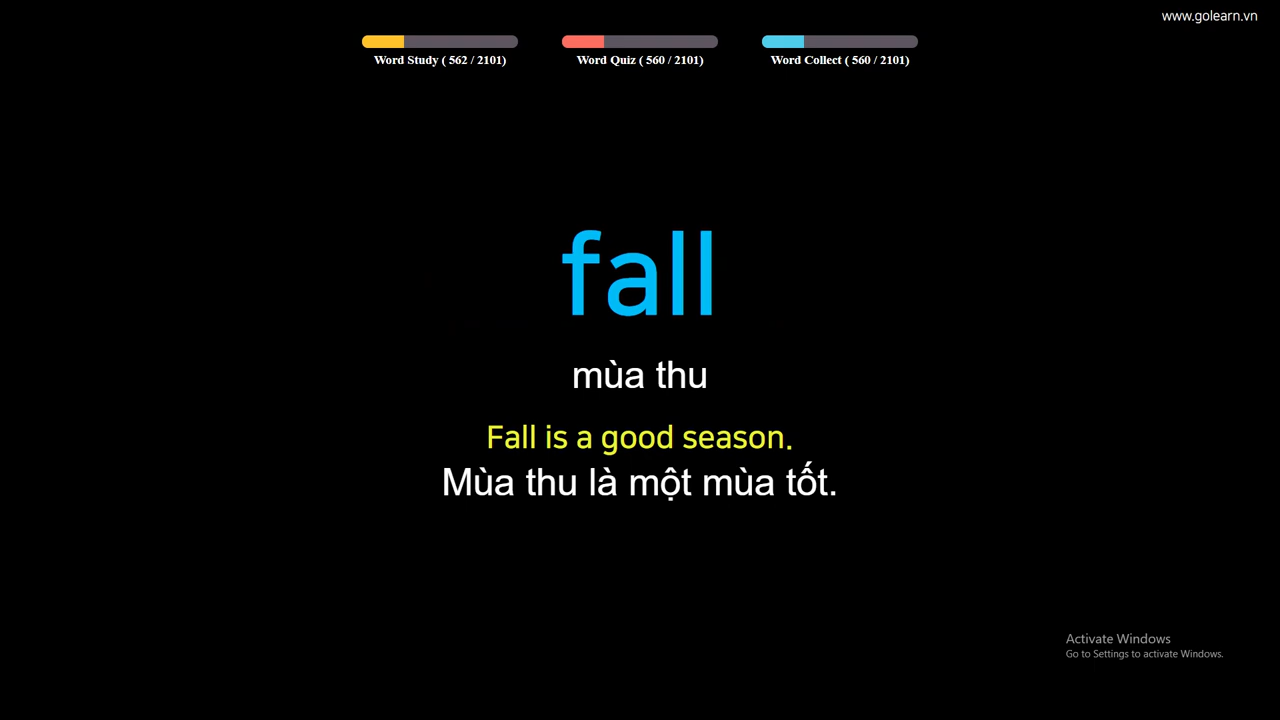 www.golearn.vn
Word Study ( 562 / 2101)
Word Quiz ( 560 / 2101)
Word Collect ( 560 / 2101)
fall
mùa thu
Fall is a good season.
Mùa thu là một mùa tốt.
Activate Windows
Go to Settings to activate Windows.